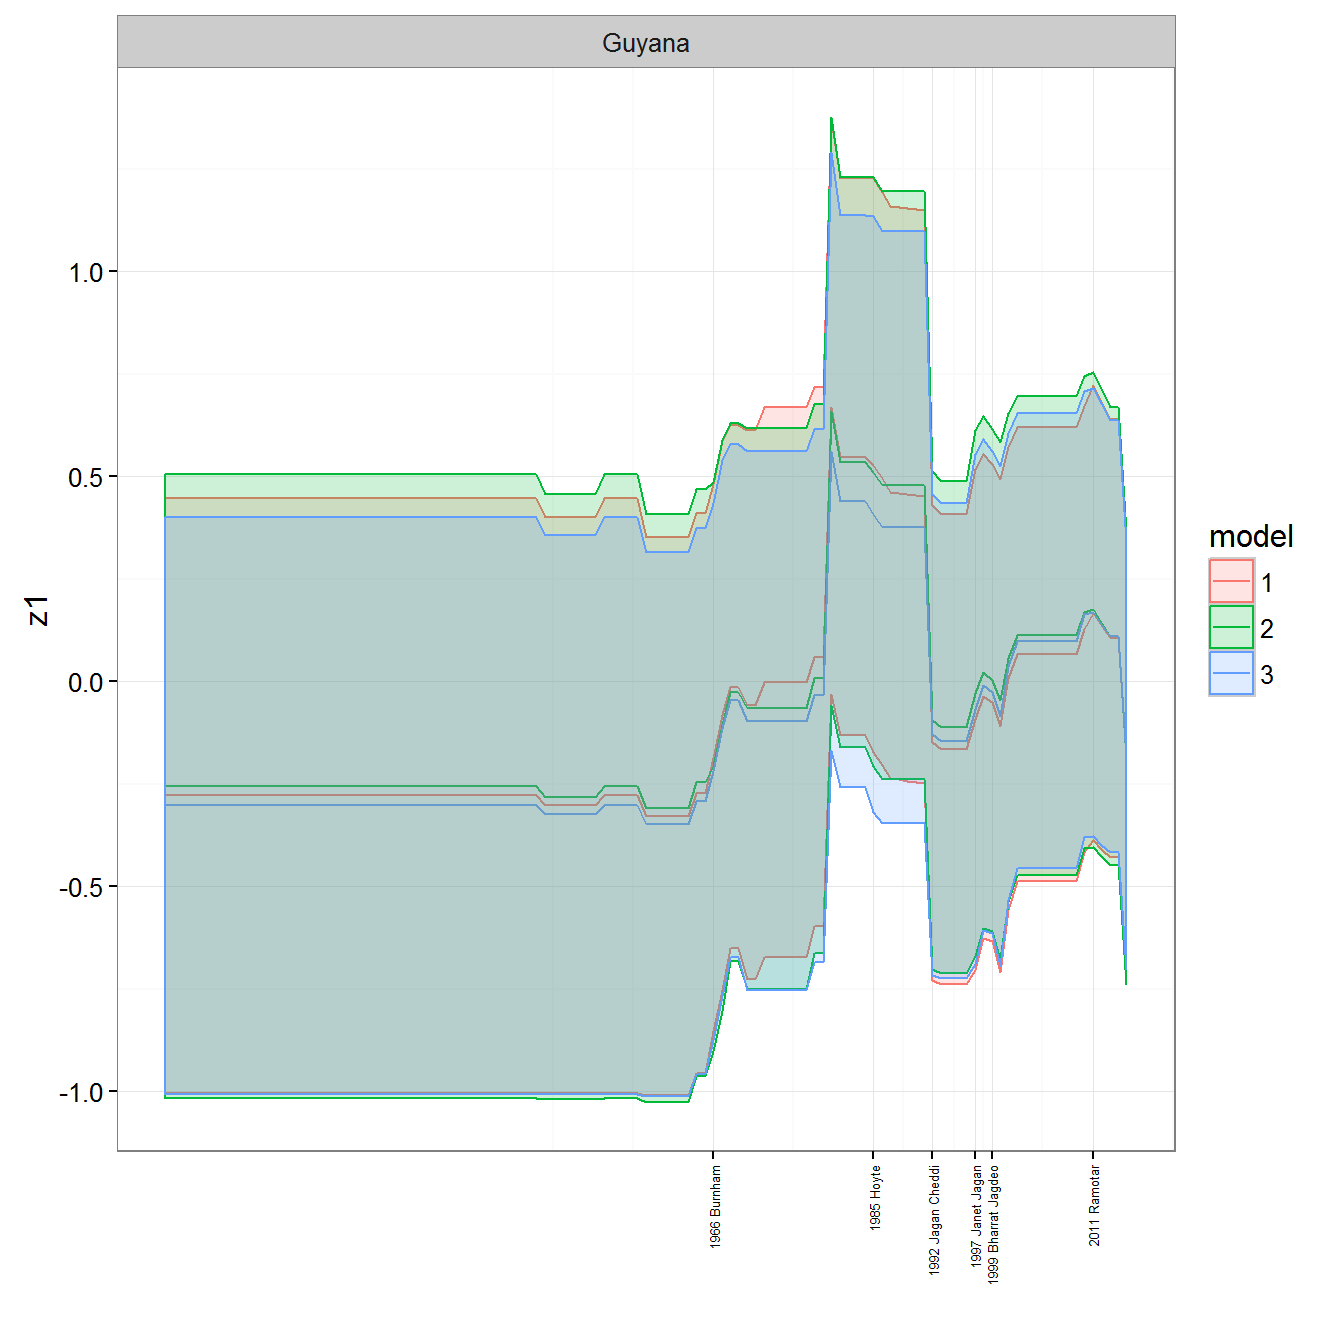 Guyana
z1
1.0
0.5
0.0
-0.5
-1.0
1966 Burnham
1985 Hoyte
1992 Jagan Cheddi
1997 Janet Jagan
1999 Bharrat Jagdeo
2011 Ramotar
model
1
2
3